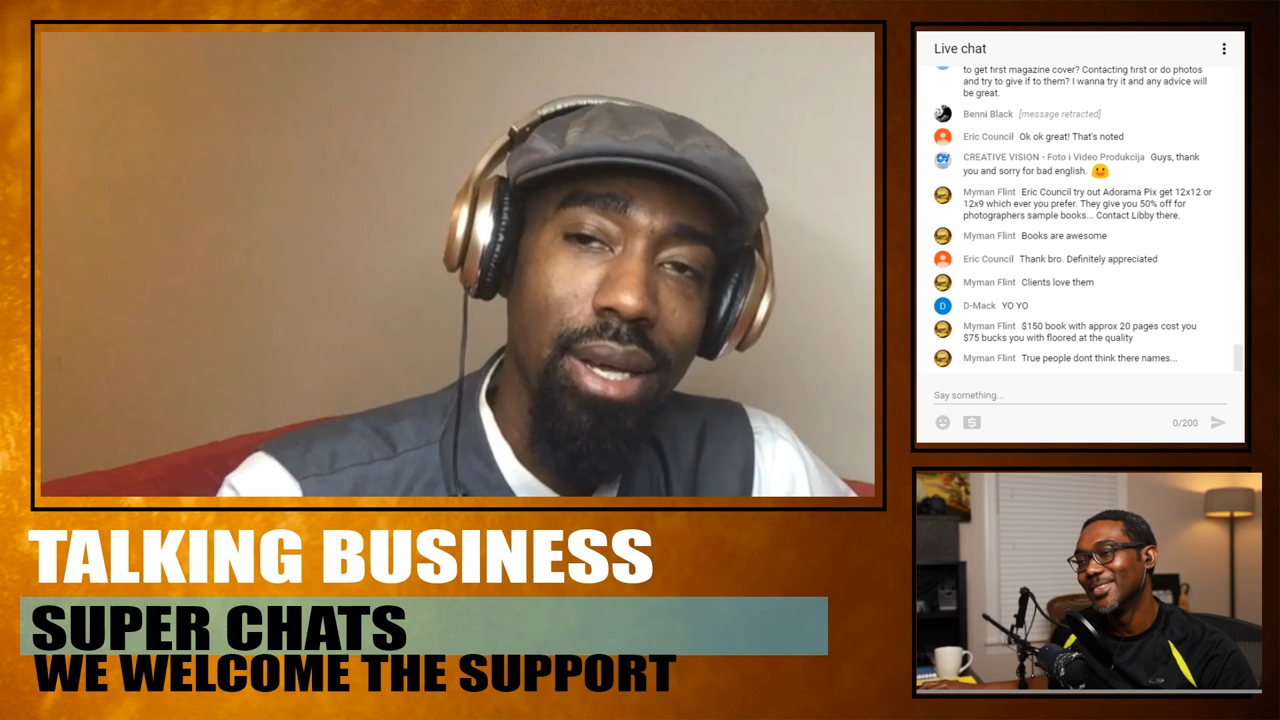 Live chat
to get first magazine cover? Contacting first or do photos
and try to give if to them? I wanna try it and any advice will
be great.
Benni Black [message retracted]
Eric Council Ok ok great! That's noted
CREATIVE VISION - Foto i Video Produkcija Guys, thank
you and sorry for bad english.
Myman Flint Eric Council try out Adorama Pix get 12x12 or
12x9 which ever you prefer. They give you 50% off for
photographers sample books... Contact Libby there.
Myman Flint Books are awesome
Eric Council Thank bro. Definitely appreciated
Myman Flint Clients love them
D D-Mack YO YO
Myman Flint $150 book with approx 20 pages cost you
$75 bucks you with floored at the quality
Myman Flint True people dont think there names...
Say something...
0/200
TALKING BUSINESS
SUPER CHATS
WE WELCOME THE SUPPORT